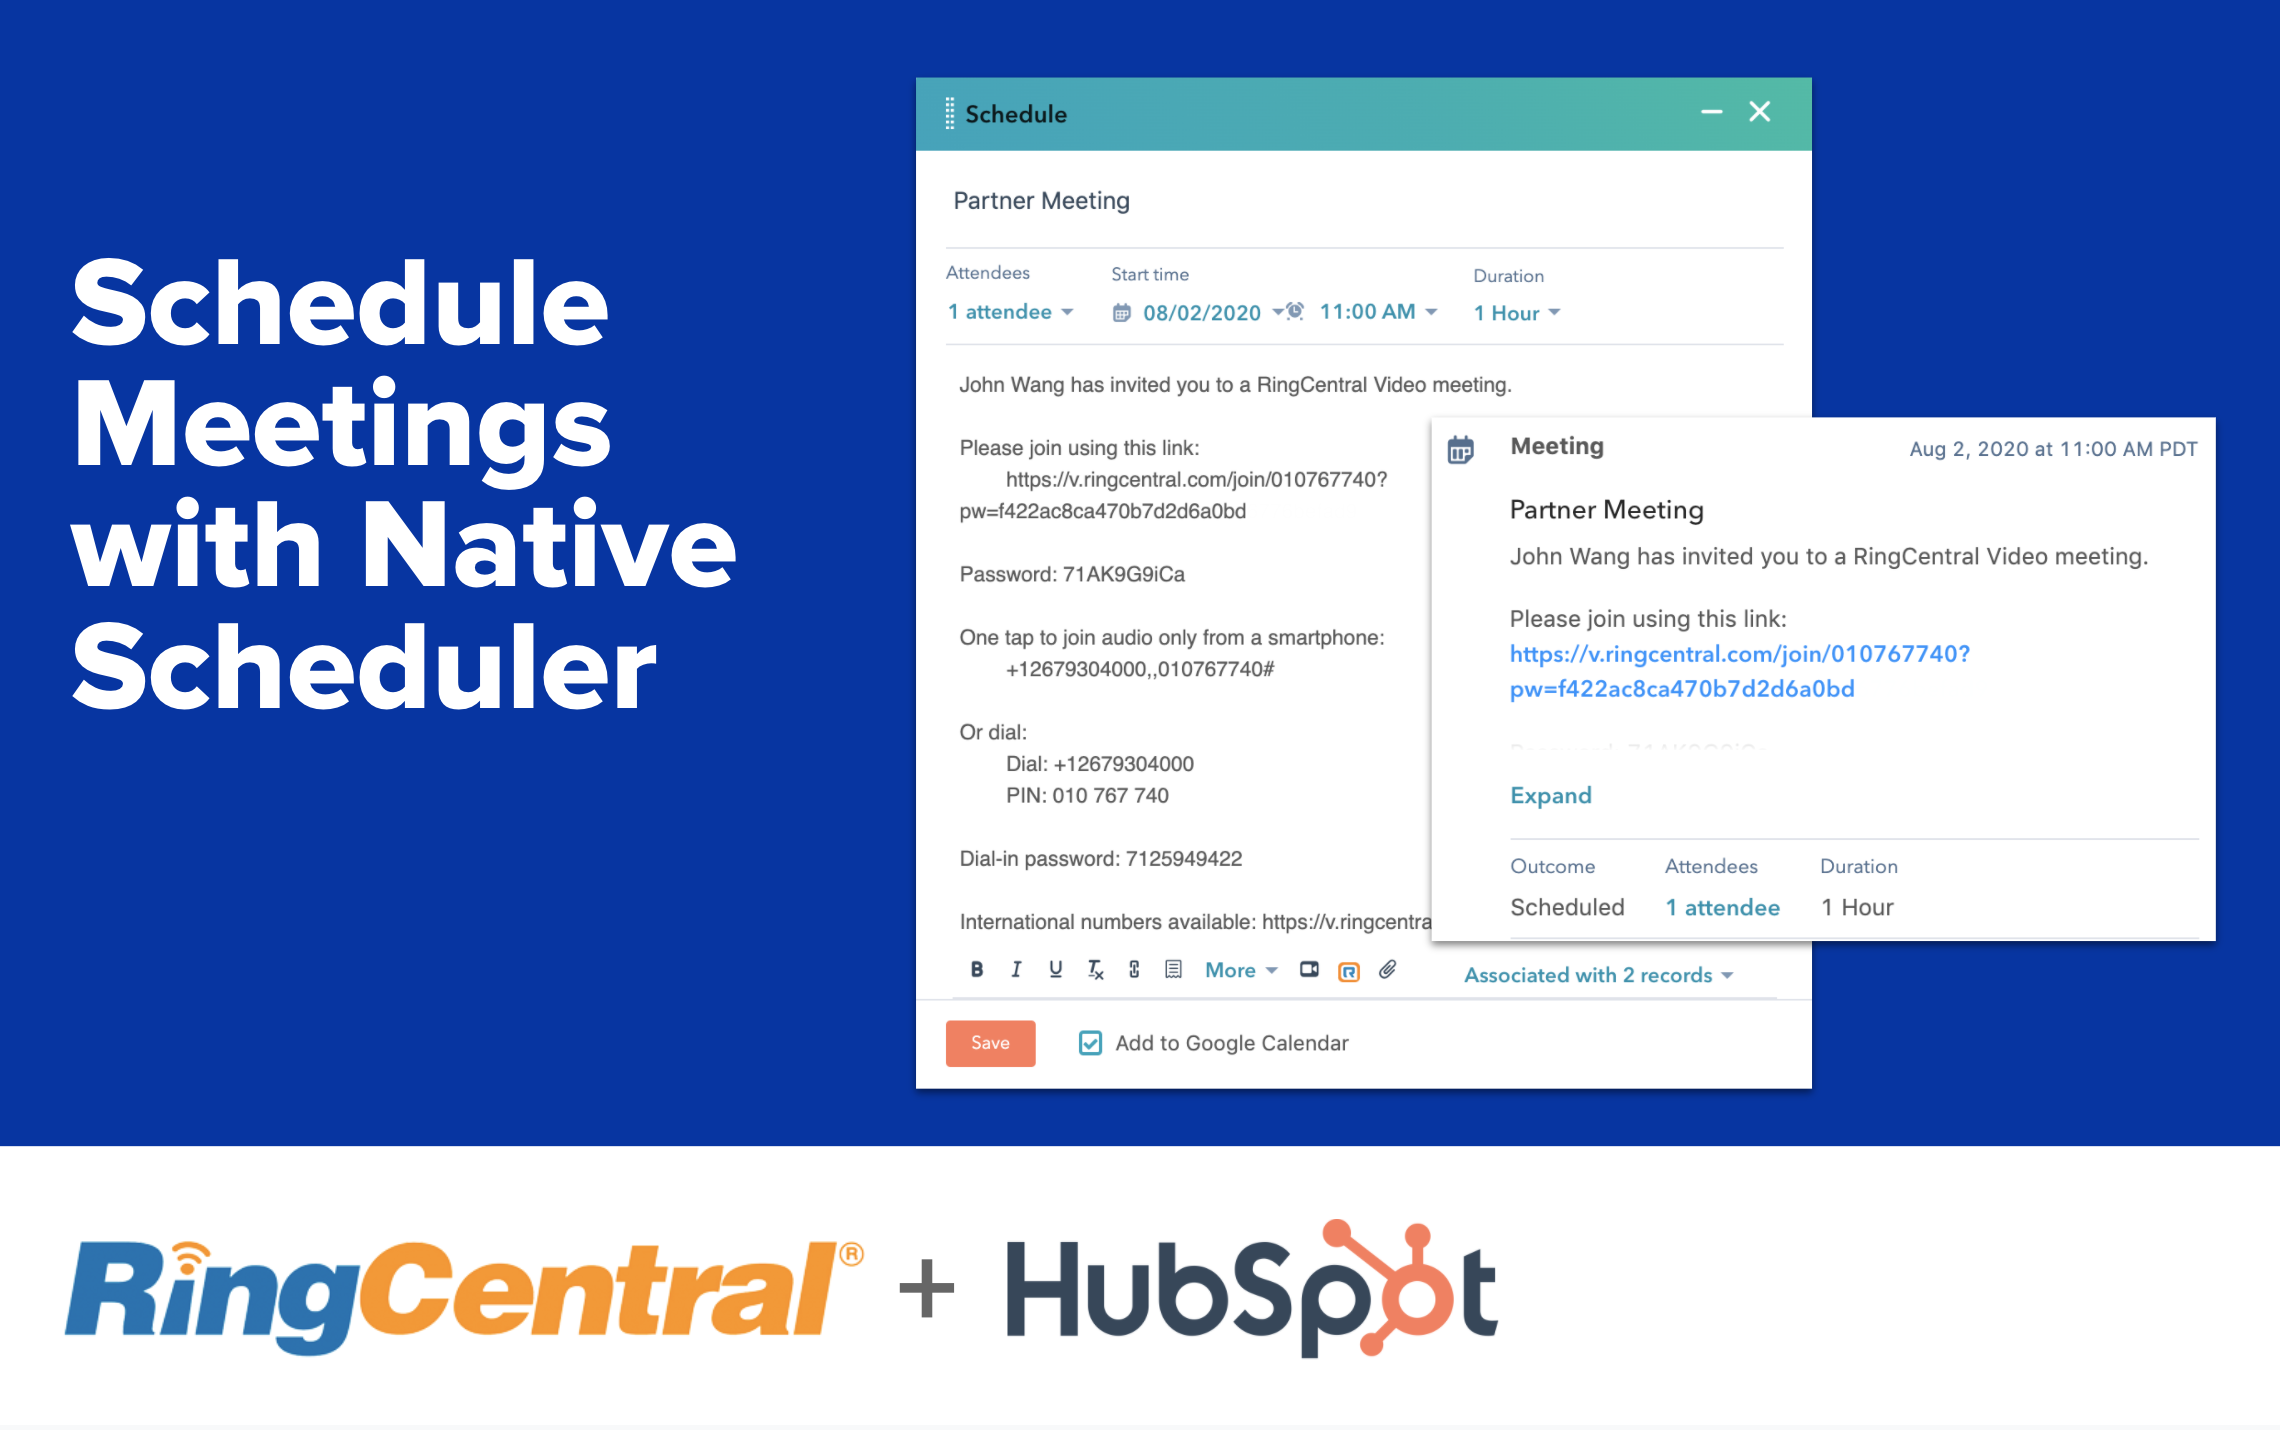 Schedule
Meetings
with Native
Scheduler
Schedule
Partner Meeting
Attendees Start time Duration
1 attendee 08/02/2020 11:00 AM 1 Hour
John Wang has invited you to a RingCentral Video meeting.
Please join using this link:
https://v.ringcentral.com/join/010767740?
pw=f422ac8ca470b7d2d6a0bd
Password: 71AK9G9iCa
One tap to join audio only from a smartphone:
+12679304000,,010767740#
Or dial:
Dial: +12679304000
PIN: 010 767 740
Dial-in password: 7125949422
International numbers available: https://v.ringcentra
B I U Tx More R Associated with 2 records
Save Add to Google Calendar
Meeting Aug 2, 2020 at 11:00 AM PDT
Partner Meeting
John Wang has invited you to a RingCentral Video meeting.
Please join using this link:
https://v.ringcentral.com/join/010767740?
pw=f422ac8ca470b7d2d6a0bd
Expand
Outcome Attendees Duration
Scheduled 1 attendee 1 Hour
RingCentral® + HubSpot